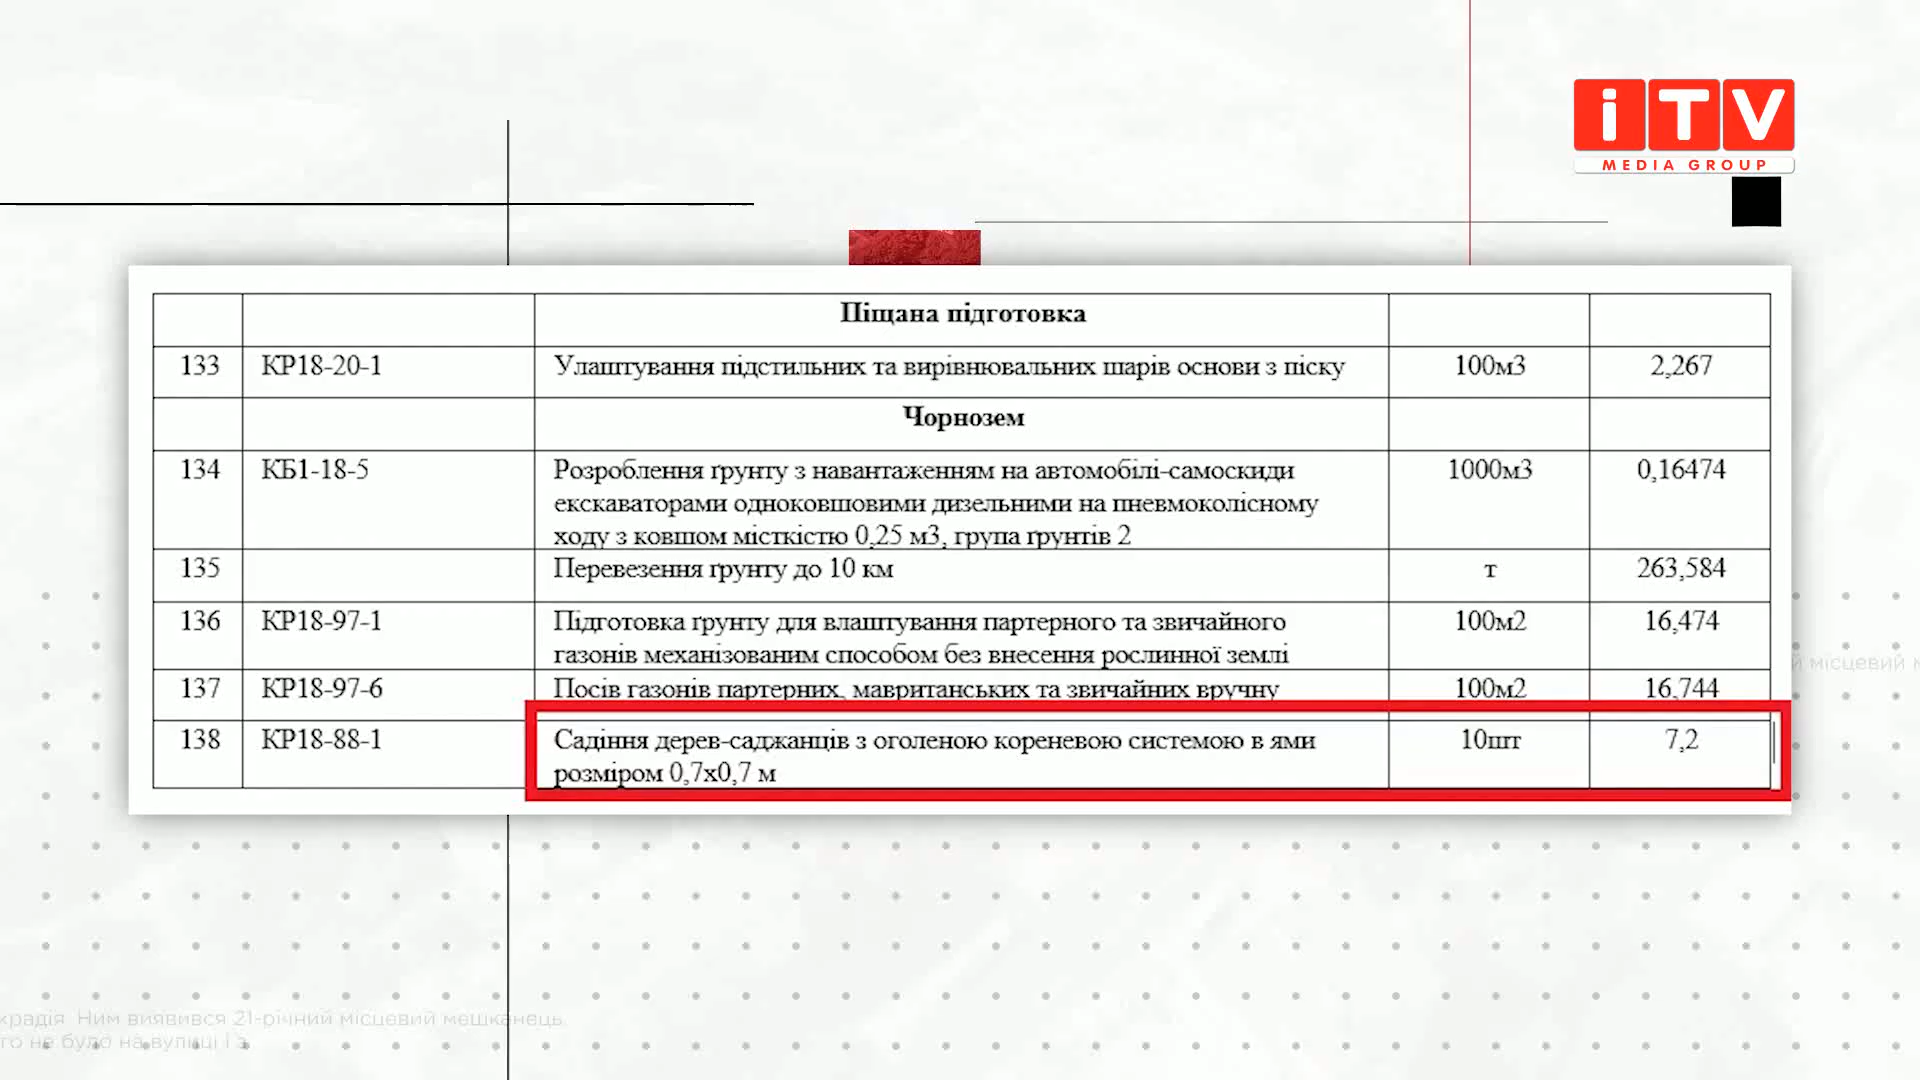 iTV
MEDIA GROUP
Піщана підготовка
133 КР18-20-1 Улаштування підстильних та вирівнювальних шарів основи з піску 100м3 2,267
Чорнозем
134 КБ1-18-5 Розроблення ґрунту з навантаженням на автомобілі-самоскиди 1000м3 0,16474
екскаваторами одноковшовими дизельними на пневмоколісному
ходу з ковшом місткістю 0,25 м3, група ґрунтів 2
135 Перевезення ґрунту до 10 км т 263,584
136 КР18-97-1 Підготовка ґрунту для влаштування партерного та звичайного 100м2 16,474
газонів механізованим способом без внесення рослинної землі
137 КР18-97-6 Посів газонів партерних, мавританських та звичайних вручну 100м2 16,744
138 КР18-88-1 Садіння дерев-саджанців з оголеною кореневою системою в ями 10шт 7,2
розміром 0,7х0,7 м
й місцевий м
крадія. Ним виявився 21-річний місцевий мешканець.
го не було на вулиці і з